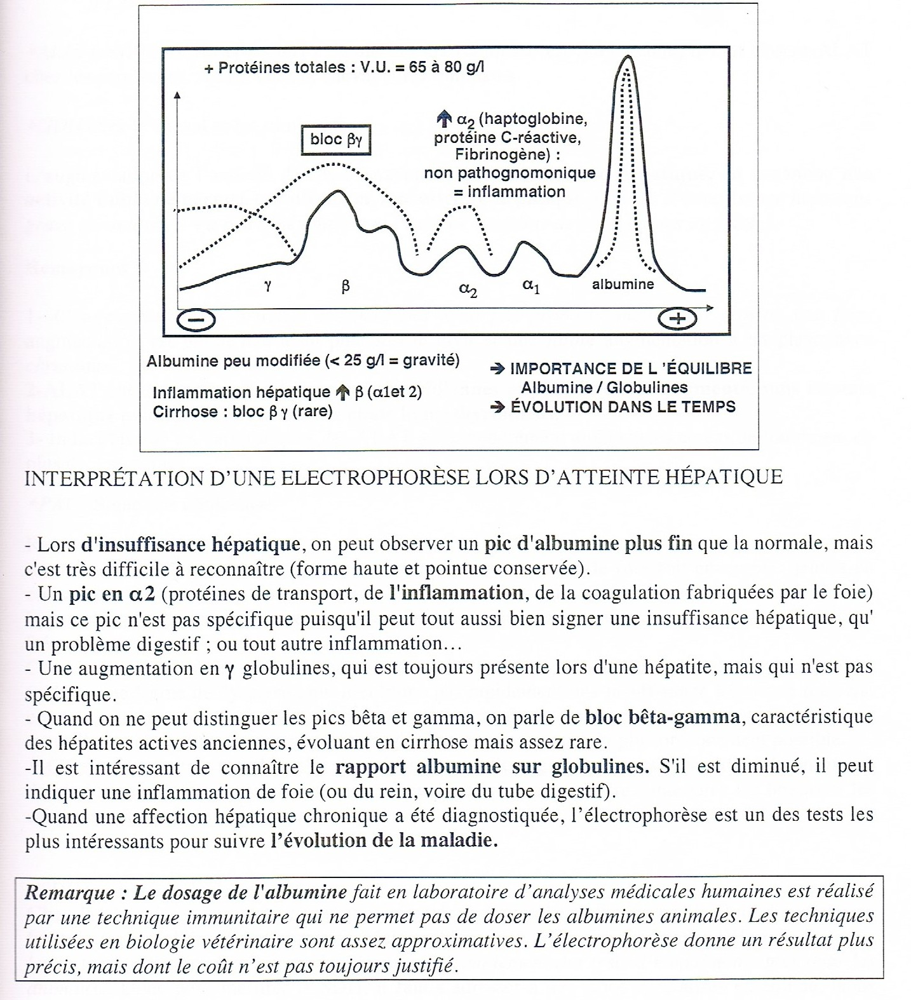 + Protéines totales : V.U. = 65 à 80 g/l
bloc βγ
↑ α2 (haptoglobine,
protéine C-réactive,
Fibrinogène) :
non pathognomonique
= inflammation
γ
β
α2
α1
albumine
−
+
Albumine peu modifiée (< 25 g/l = gravité)
Inflammation hépatique ↑ β (α1et 2)
Cirrhose : bloc β γ (rare)
→ IMPORTANCE DE L 'ÉQUILIBRE
Albumine / Globulines
→ ÉVOLUTION DANS LE TEMPS
INTERPRÉTATION D'UNE ELECTROPHORÈSE LORS D'ATTEINTE HÉPATIQUE
- Lors d'insuffisance hépatique, on peut observer un pic d'albumine plus fin que la normale, mais
c'est très difficile à reconnaître (forme haute et pointue conservée).
- Un pic en α2 (protéines de transport, de l'inflammation, de la coagulation fabriquées par le foie)
mais ce pic n'est pas spécifique puisqu'il peut tout aussi bien signer une insuffisance hépatique, qu'
un problème digestif ; ou tout autre inflammation...
- Une augmentation en γ globulines, qui est toujours présente lors d'une hépatite, mais qui n'est pas
spécifique.
- Quand on ne peut distinguer les pics bêta et gamma, on parle de bloc bêta-gamma, caractéristique
des hépatites actives anciennes, évoluant en cirrhose mais assez rare.
-Il est intéressant de connaître le rapport albumine sur globulines. S'il est diminué, il peut
indiquer une inflammation de foie (ou du rein, voire du tube digestif).
-Quand une affection hépatique chronique a été diagnostiquée, l'électrophorèse est un des tests les
plus intéressants pour suivre l'évolution de la maladie.
Remarque : Le dosage de l'albumine fait en laboratoire d'analyses médicales humaines est réalisé
par une technique immunitaire qui ne permet pas de doser les albumines animales. Les techniques
utilisées en biologie vétérinaire sont assez approximatives. L'électrophorèse donne un résultat plus
précis, mais dont le coût n'est pas toujours justifié.